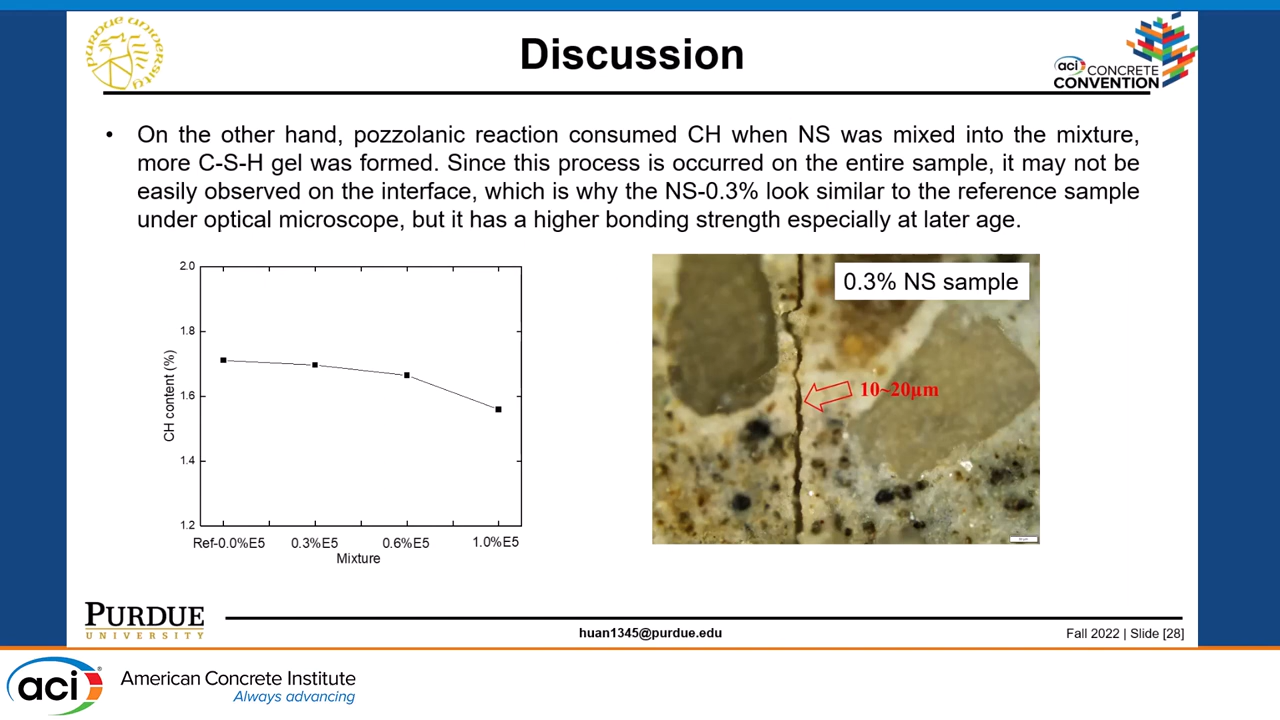 PURDUE UNIVERSITY
Discussion
aci CONCRETE
CONVENTION
• On the other hand, pozzolanic reaction consumed CH when NS was mixed into the mixture,
more C-S-H gel was formed. Since this process is occurred on the entire sample, it may not be
easily observed on the interface, which is why the NS-0.3% look similar to the reference sample
under optical microscope, but it has a higher bonding strength especially at later age.
2.0
1.8
1.6
1.4
1.2
CH content (%)
Ref-0.0%E5 0.3%E5 0.6%E5 1.0%E5
Mixture
0.3% NS sample
10~20μm
PURDUE
UNIVERSITY
huan1345@purdue.edu
Fall 2022 | Slide [28]
aci ®
American Concrete Institute
Always advancing